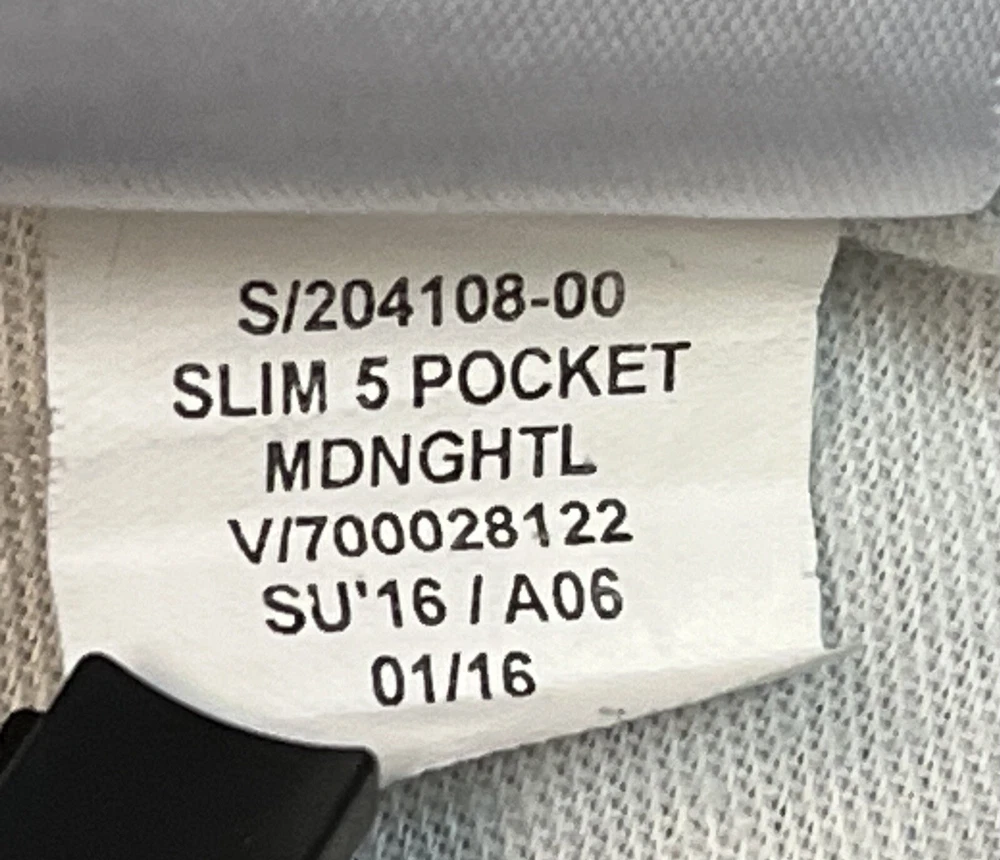 S/204108-00
SLIM 5 POCKET
MDNGHTL
V/700028122
SU'16 / A06
01/16